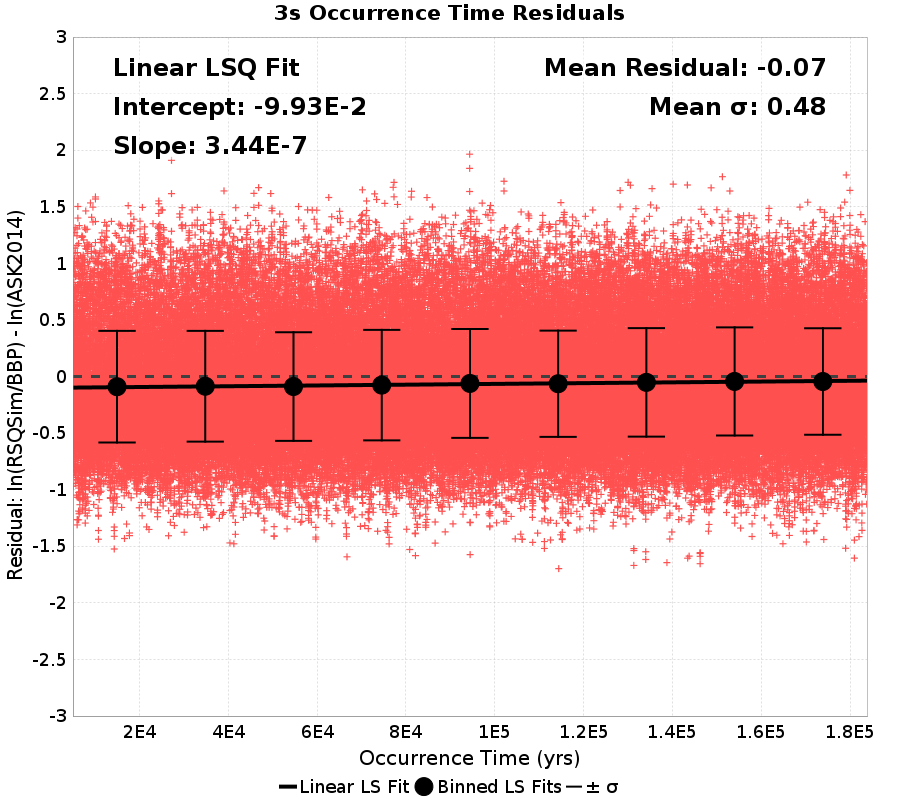 3s Occurrence Time Residuals
Linear LSQ Fit
Intercept: -9.93E-2
Slope: 3.44E-7
Mean Residual: -0.07
Mean σ: 0.48
Residual: ln(RSQSim/BBP) - ln(ASK2014)
3
2.5
2
1.5
1
0.5
0
-0.5
-1
-1.5
-2
-2.5
-3
2E4 4E4 6E4 8E4 1E5 1.2E5 1.4E5 1.6E5 1.8E5
Occurrence Time (yrs)
Linear LS Fit Binned LS Fits ± σ